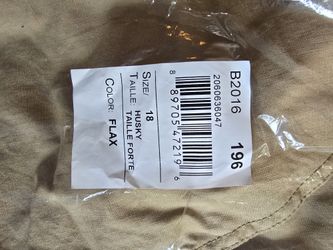 B2016 196
2060636047
8 89705 47219 6
SIZE/ 18 HUSKY
TAILLE: TAILLE FORTE
COLOR: FLAX